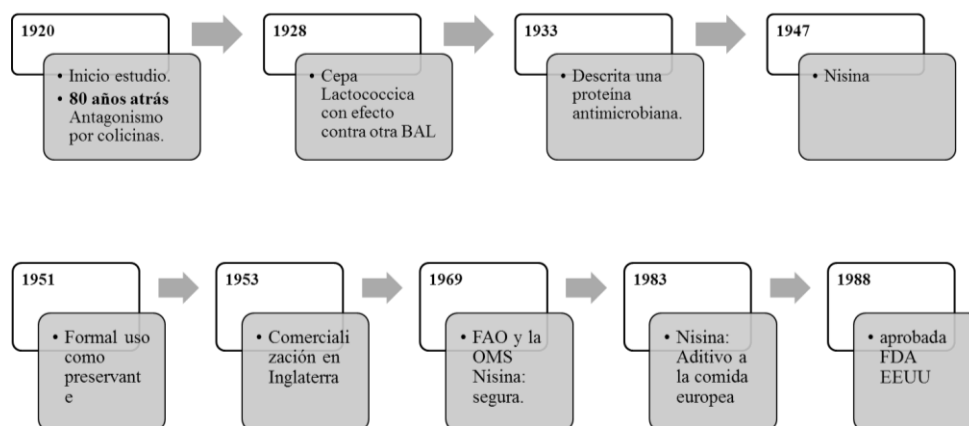 1920
• Inicio estudio.
• 80 años atrás
Antagonismo
por colicinas.
1928
• Cepa
Lactococcica
con efecto
contra otra BAL
1933
• Descrita una
proteína
antimicrobiana.
1947
• Nisina
1951
• Formal uso
como
preservant
e
1953
• Comerciali
zación en
Inglaterra
1969
• FAO y la
OMS
Nisina:
segura.
1983
• Nisina:
Aditivo a
la comida
europea
1988
• aprobada
FDA
EEUU